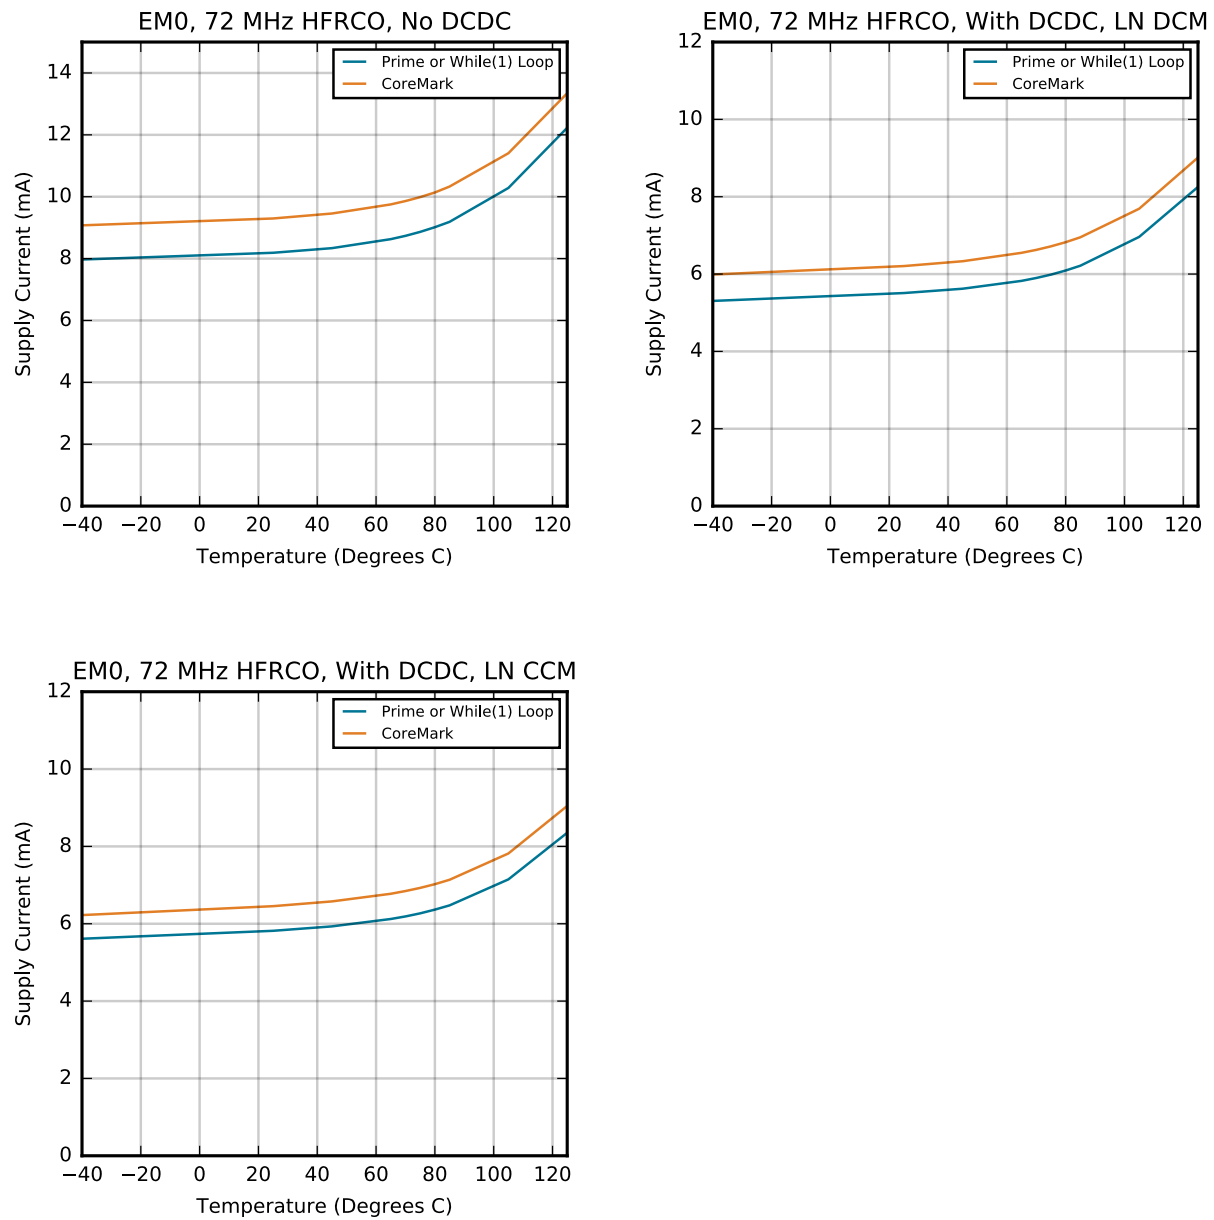 EM0, 72 MHz HFRCO, No DCDC
Prime or While(1) Loop
CoreMark
14
12
10
8
6
4
2
0
Supply Current (mA)
−40 −20 0 20 40 60 80 100 120
Temperature (Degrees C)
EM0, 72 MHz HFRCO, With DCDC, LN DCM
Prime or While(1) Loop
CoreMark
12
10
8
6
4
2
0
Supply Current (mA)
−40 −20 0 20 40 60 80 100 120
Temperature (Degrees C)
EM0, 72 MHz HFRCO, With DCDC, LN CCM
Prime or While(1) Loop
CoreMark
12
10
8
6
4
2
0
Supply Current (mA)
−40 −20 0 20 40 60 80 100 120
Temperature (Degrees C)